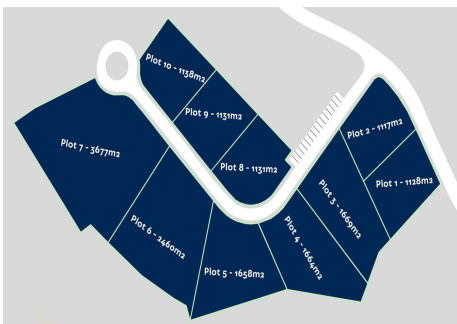 Plot 10 - 1138m2
Plot 9 - 1131m2
Plot 8 - 1131m2
Plot 2 - 1117m2
Plot 1 - 1128m2
Plot 7 - 3677m2
Plot 6 - 2460m2
Plot 5 - 1658m2
Plot 4 - 1664m2
Plot 3 - 1669m2